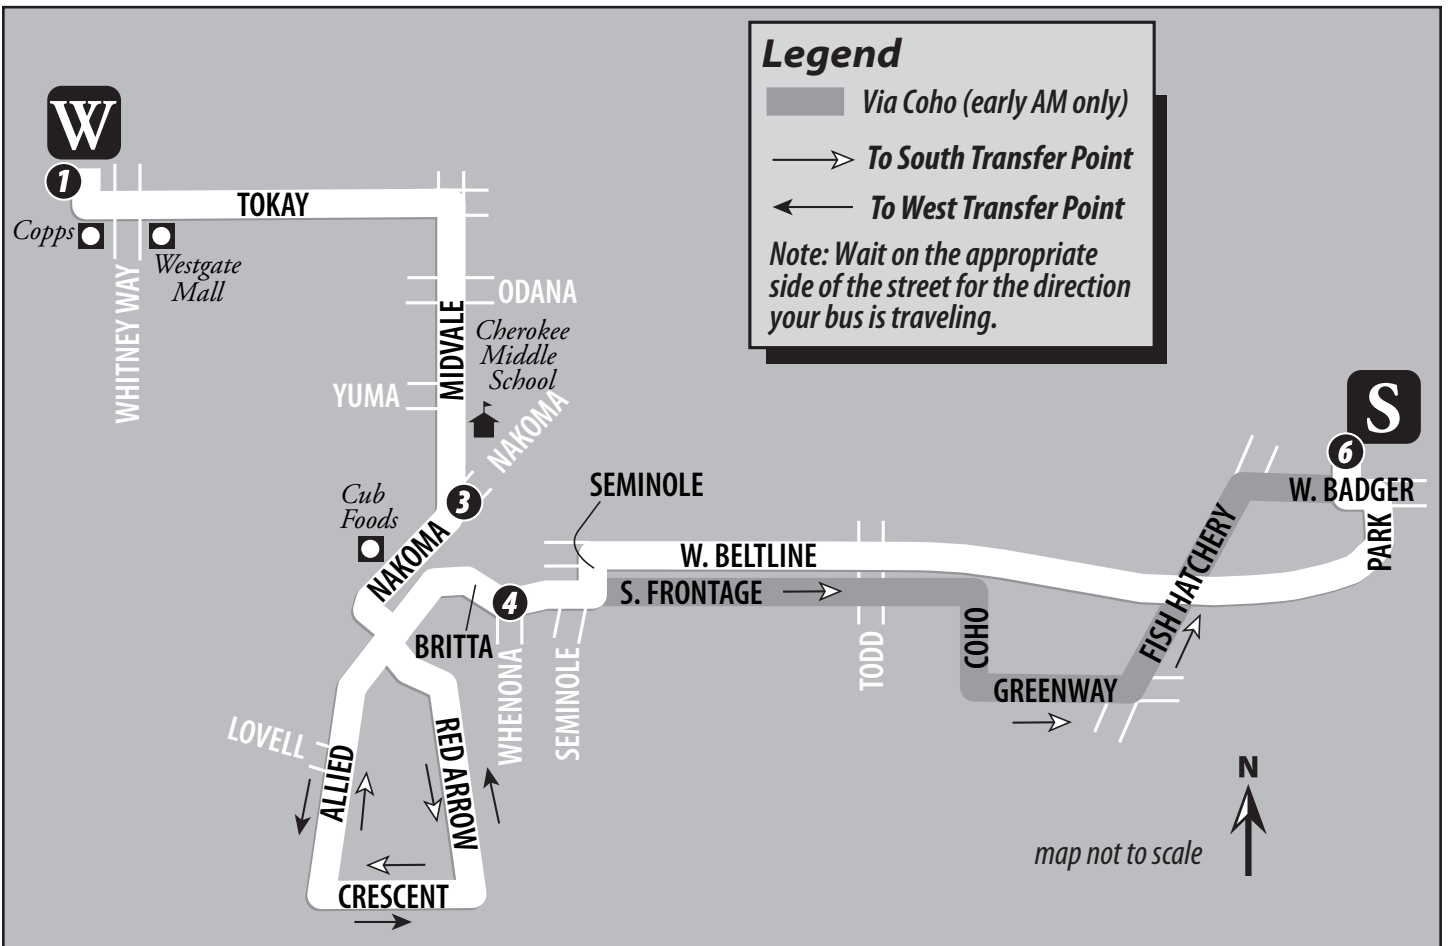 Legend
Via Coho (early AM only)
To South Transfer Point
To West Transfer Point
Note: Wait on the appropriate
side of the street for the direction
your bus is traveling.
W
1
TOKAY
Copps
Westgate
Mall
WHITNEY WAY
ODANA
MIDVALE
Cherokee
Middle
School
YUMA
NAKOMA
S
6
W. BADGER
PARK
3
Cub
Foods
NAKOMA
SEMINOLE
W. BELTLINE
S. FRONTAGE
FISH HATCHERY
4
BRITTA
WHENONA
SEMINOLE
TODD
COHO
GREENWAY
LOVELL
ALLIED
RED ARROW
CRESCENT
N
map not to scale